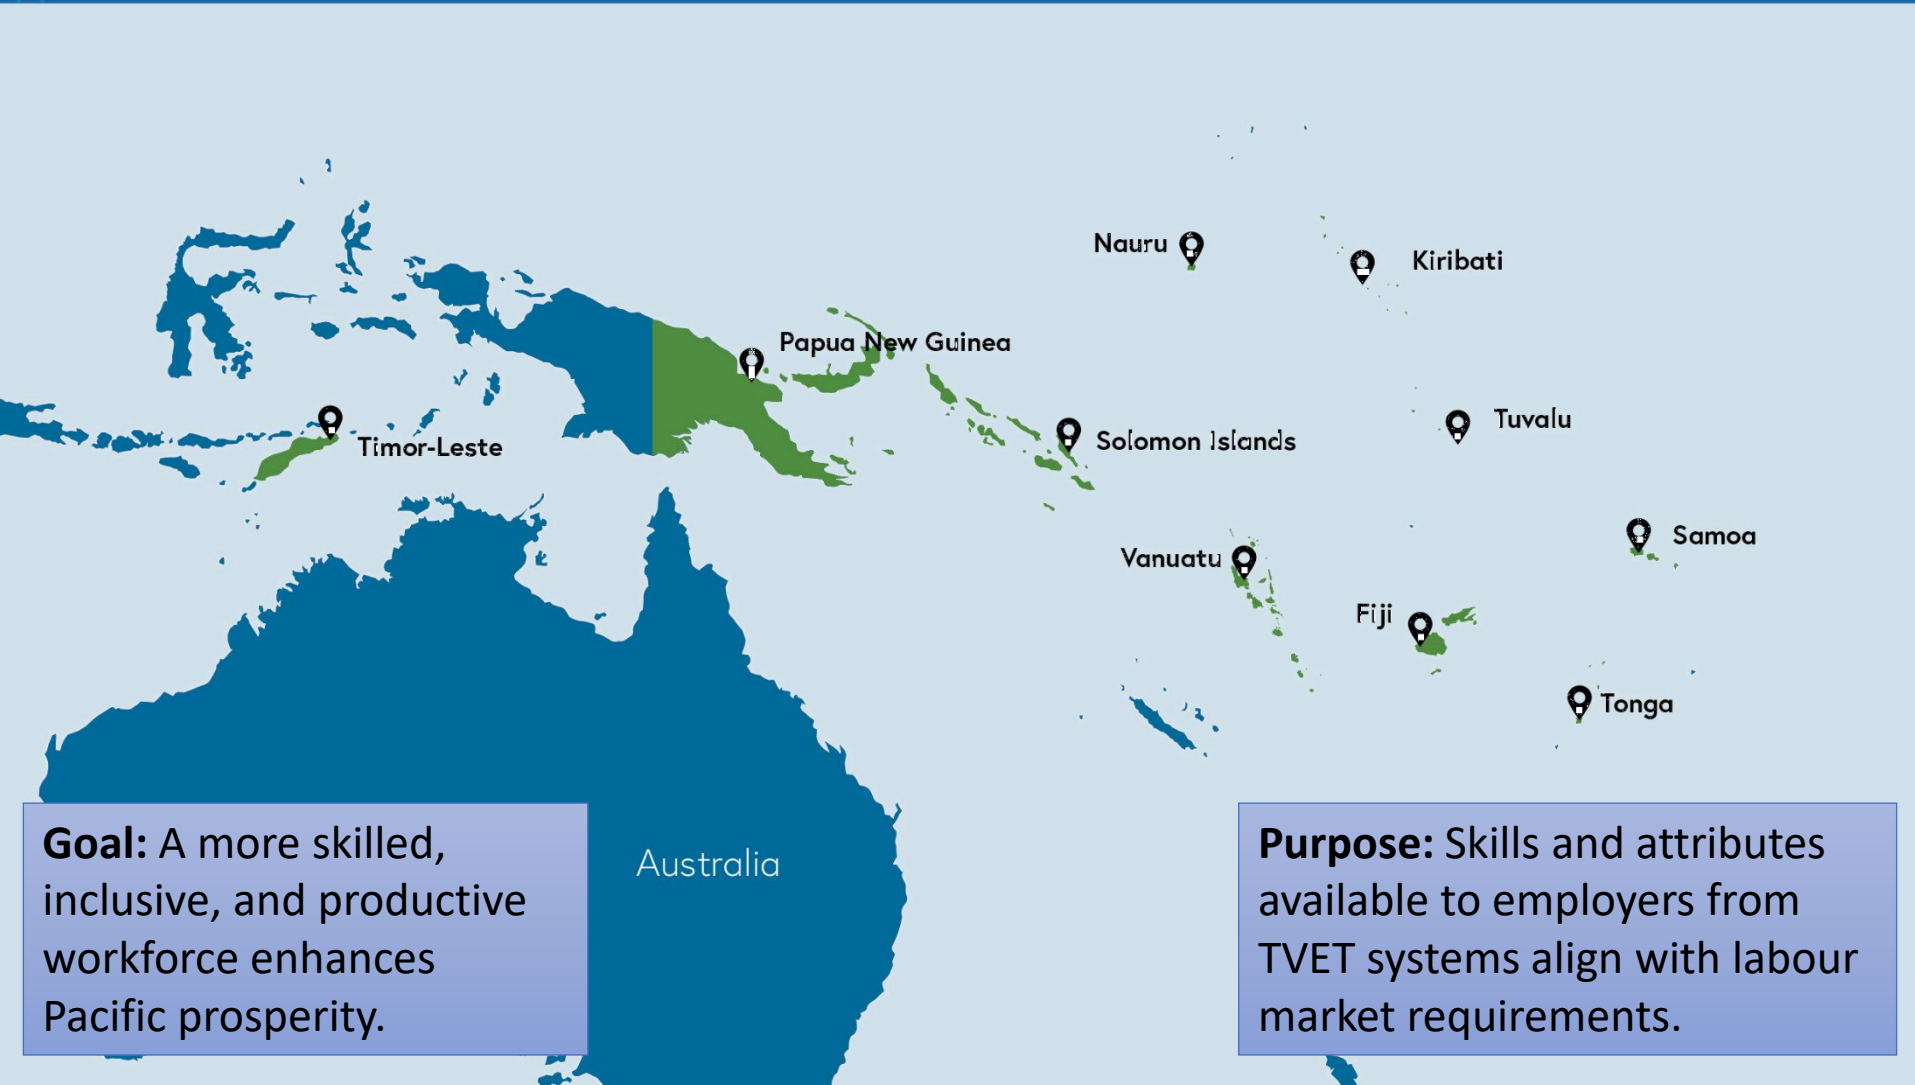 Nauru
Kiribati
Papua New Guinea
Tuvalu
Solomon Islands
Timor-Leste
Samoa
Vanuatu
Fiji
Tonga
Australia
Goal: A more skilled,
inclusive, and productive
workforce enhances
Pacific prosperity.
Purpose: Skills and attributes
available to employers from
TVET systems align with labour
market requirements.